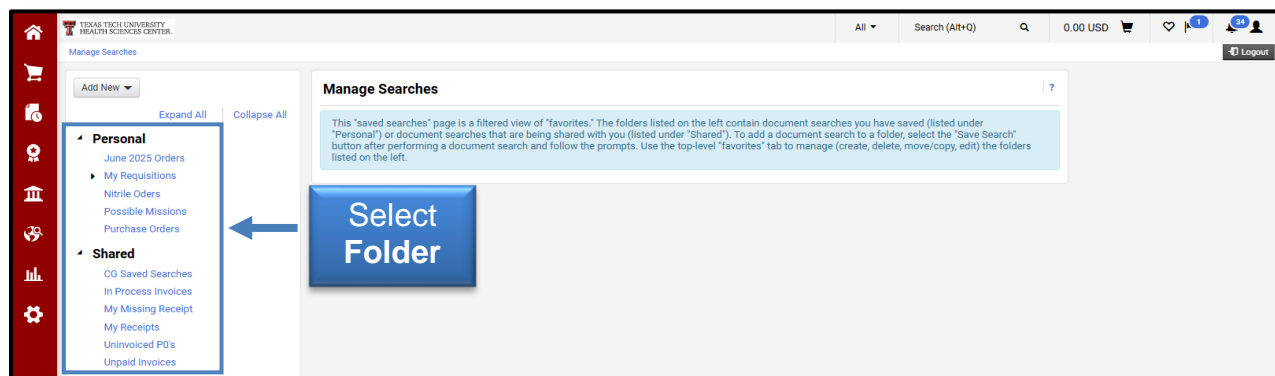 TEXAS TECH UNIVERSITY
HEALTH SCIENCES CENTER.
All
Search (Alt+Q)
0.00 USD
1
34
Manage Searches
Logout
Add New
Expand All
Collapse All
Personal
June 2025 Orders
My Requisitions
Nitrile Oders
Possible Missions
Purchase Orders
Shared
CG Saved Searches
In Process Invoices
My Missing Receipt
My Receipts
Uninvoiced P0's
Unpaid Invoices
Manage Searches
?
This "saved searches" page is a filtered view of "favorites." The folders listed on the left contain document searches you have saved (listed under
"Personal") or document searches that are being shared with you (listed under "Shared"). To add a document search to a folder, select the "Save Search"
button after performing a document search and follow the prompts. Use the top-level "favorites" tab to manage (create, delete, move/copy, edit) the folders
listed on the left.
Select
Folder